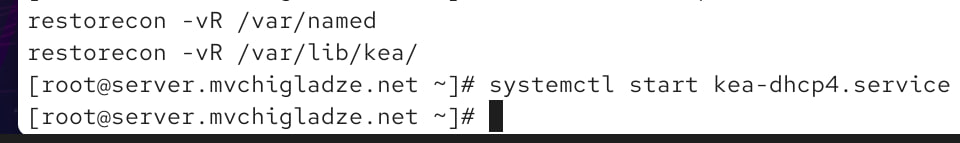 restorecon -vR /var/named
restorecon -vR /var/lib/kea/
[root@server.mvchigladze.net ~]# systemctl start kea-dhcp4.service
[root@server.mvchigladze.net ~]#